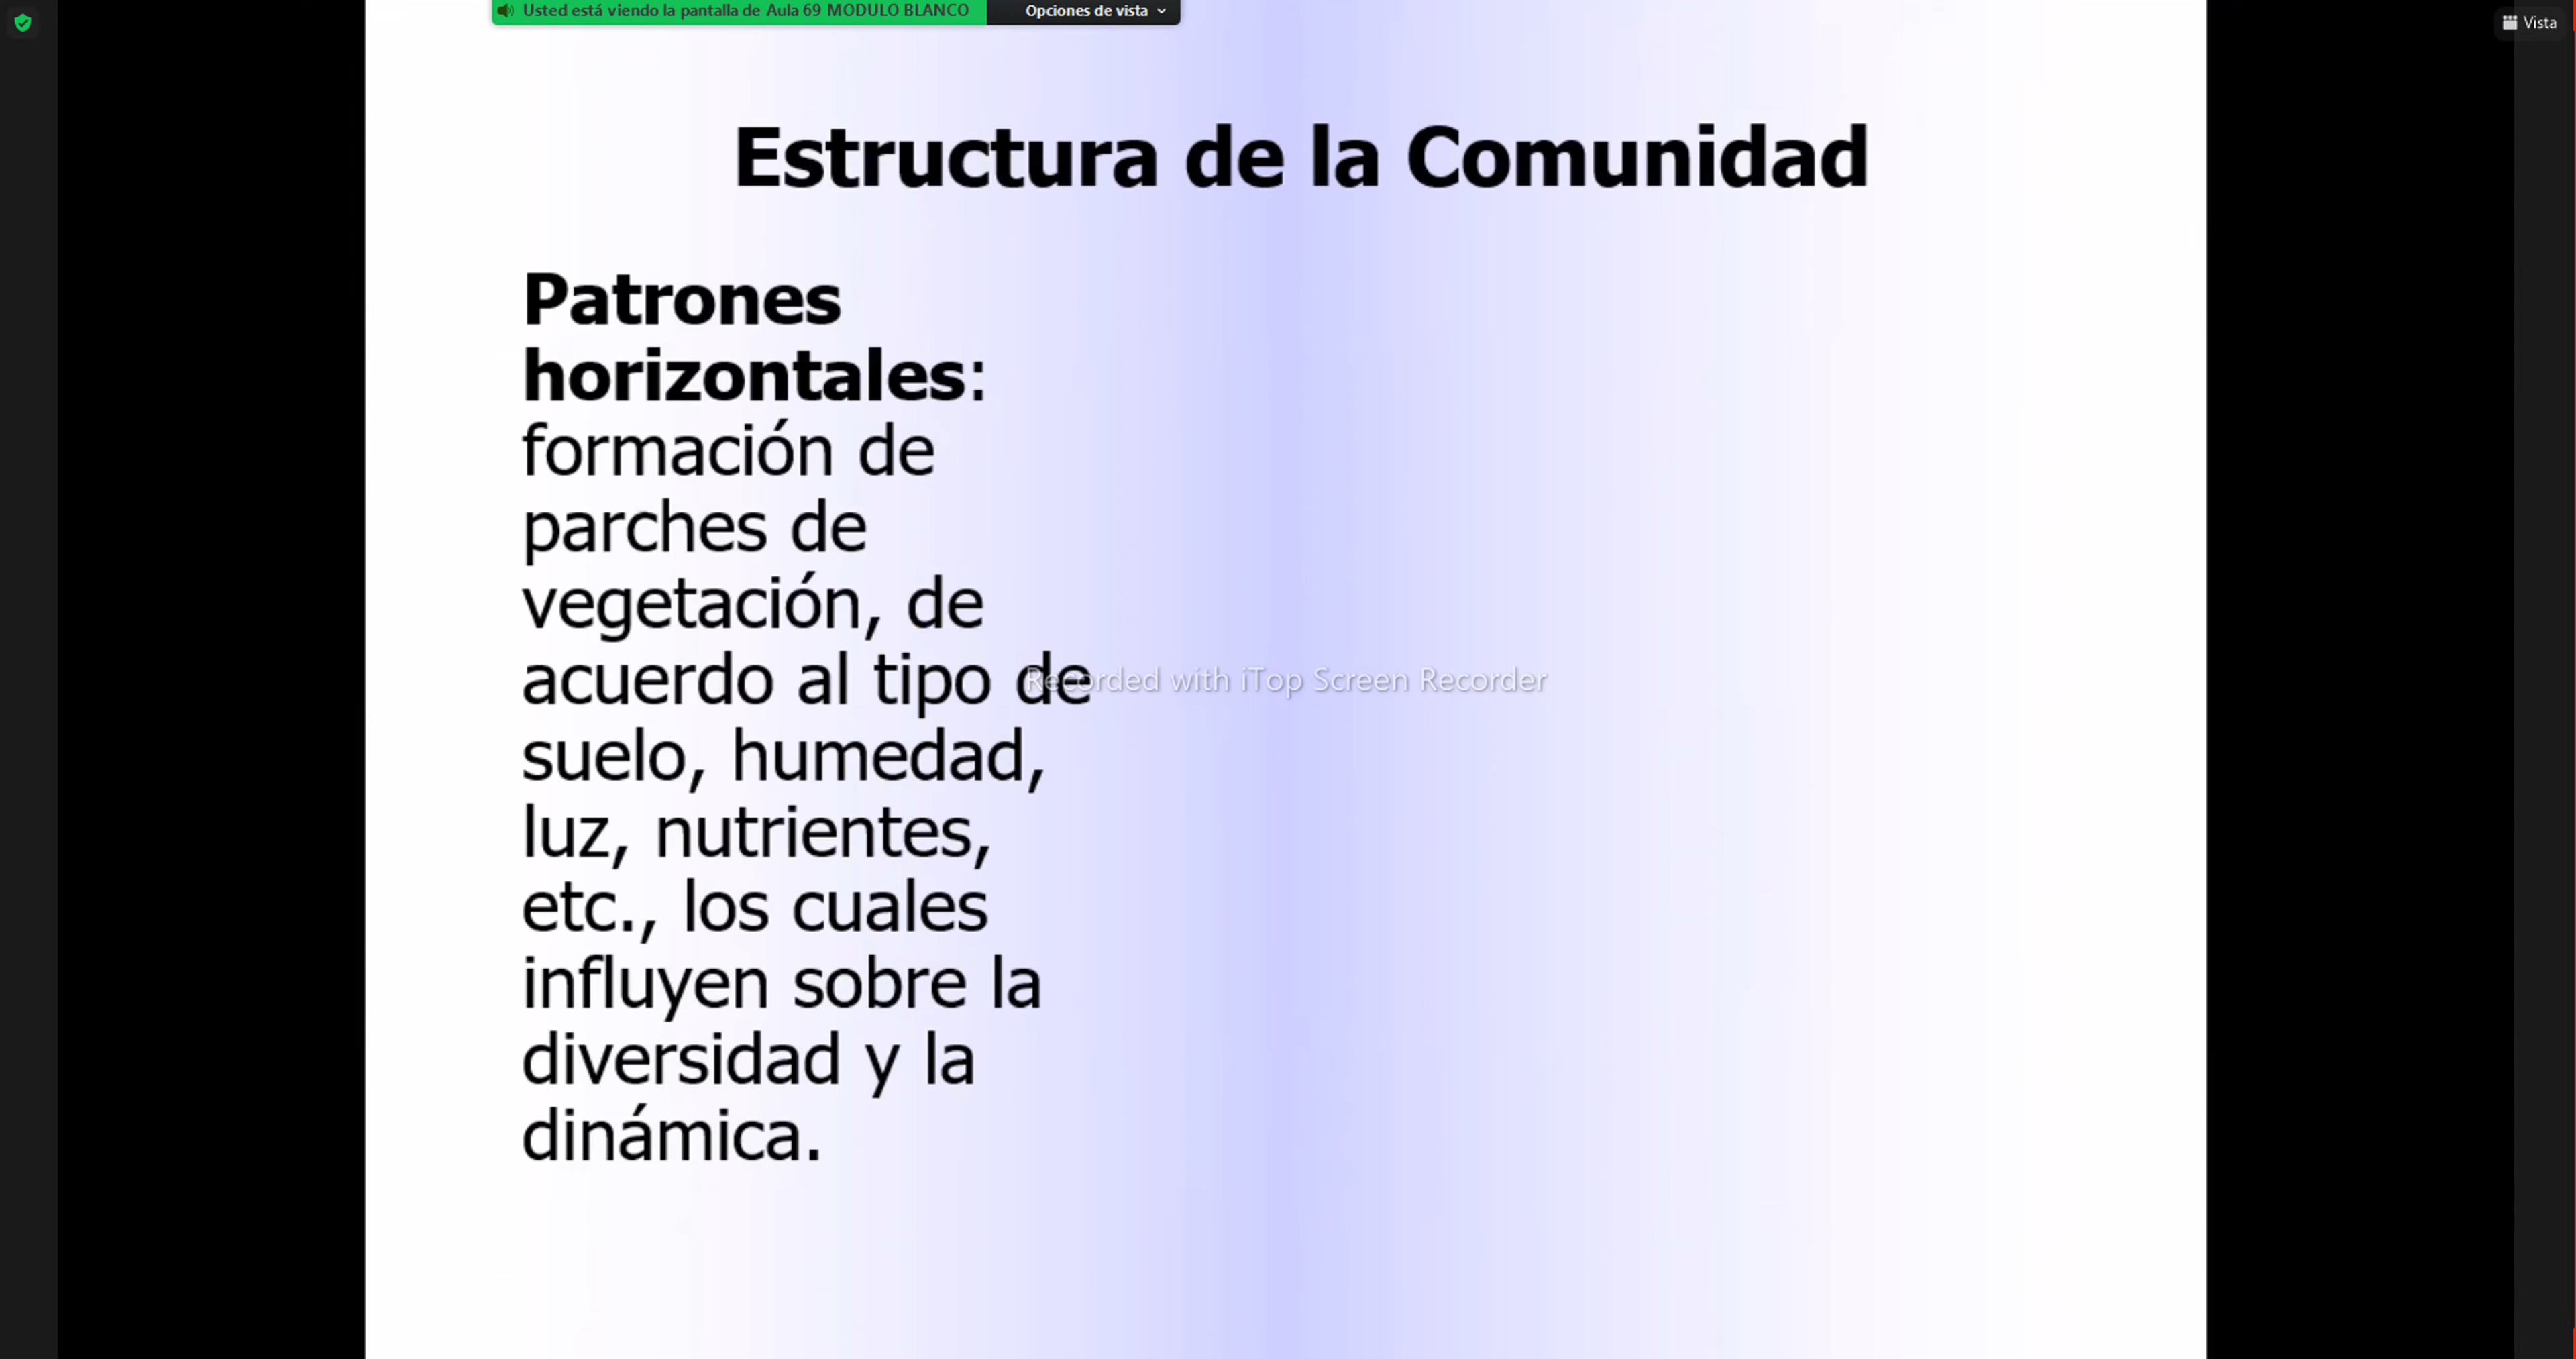 Usted está viendo la pantalla de Aula 69 MODULO BLANCO
Opciones de vista
Vista
Estructura de la Comunidad
Patrones
horizontales:
formación de
parches de
vegetación, de
acuerdo al tipo de
Recorded with iTop Screen Recorder
suelo, humedad,
luz, nutrientes,
etc., los cuales
influyen sobre la
diversidad y la
dinámica.